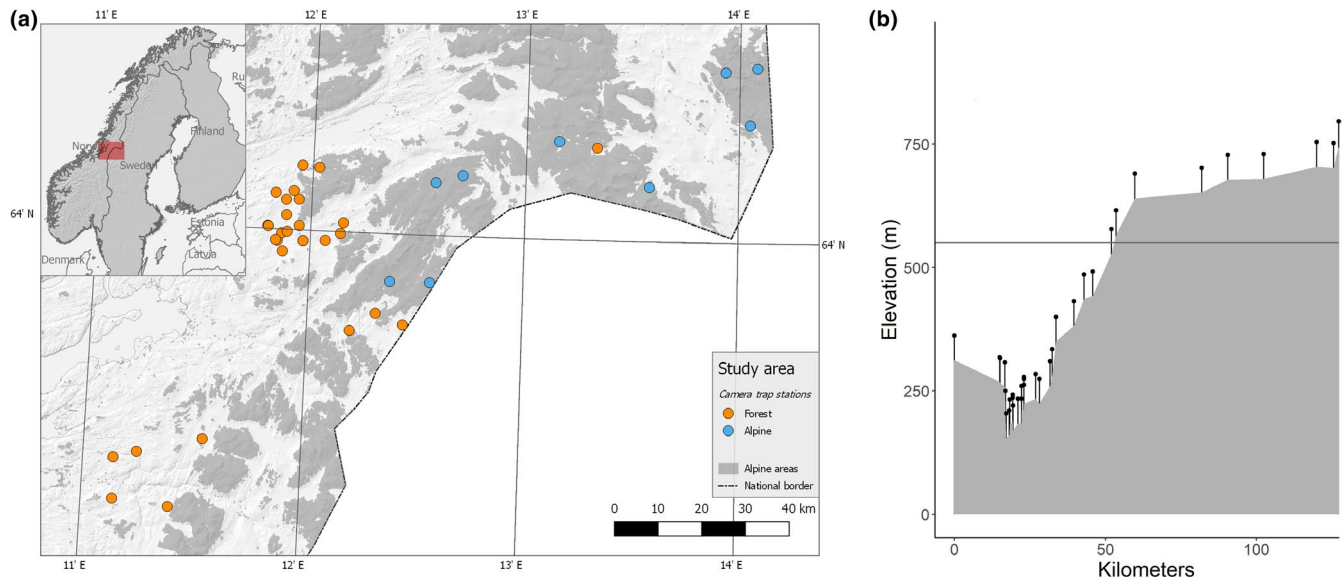 (a)
11° E
12° E
13° E
14° E
Norway
Sweden
Finland
Ru
Estonia
Latvia
Denmark
64° N
64° N
Study area
Camera trap stations
Forest
Alpine
Alpine areas
National border
0 10 20 30 40 km
11° E
12° E
13° E
14° E
(b)
Elevation (m)
750
500
250
0
0 50 100
Kilometers